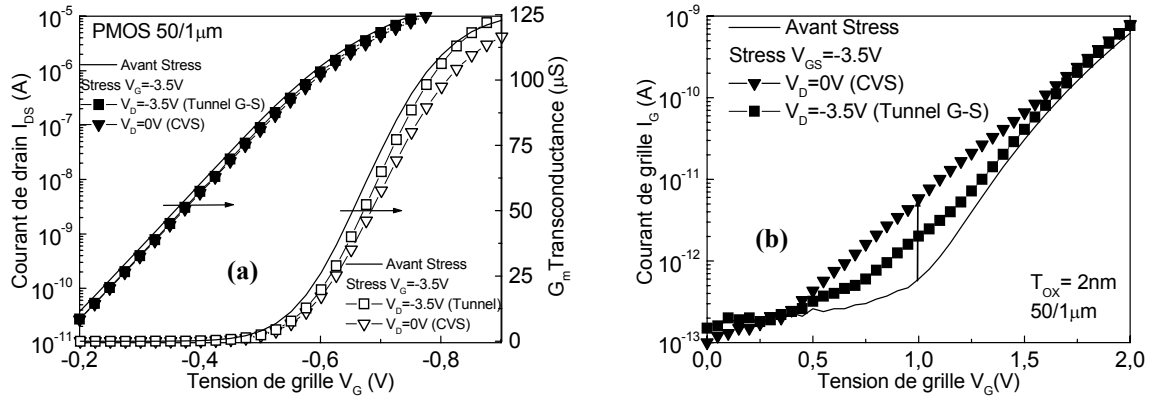 PMOS 50/1µm
Avant Stress
Stress V_G=-3.5V
V_D=-3.5V (Tunnel G-S)
V_D=0V (CVS)
(a)
Avant Stress
Stress V_G=-3.5V
V_D=-3.5V (Tunnel)
V_D=0V (CVS)
Courant de drain I_DS (A)
10^-5
10^-6
10^-7
10^-8
10^-9
10^-10
10^-11
125
100
75
50
25
0
G_m Transconductance (µS)
-0,2
-0,4
-0,6
-0,8
Tension de grille V_G (V)
Avant Stress
Stress V_GS=-3.5V
V_D=0V (CVS)
V_D=-3.5V (Tunnel G-S)
(b)
T_OX= 2nm
50/1µm
Courant de grille I_G (A)
10^-9
10^-10
10^-11
10^-12
10^-13
0,0
0,5
1,0
1,5
2,0
Tension de grille V_G(V)